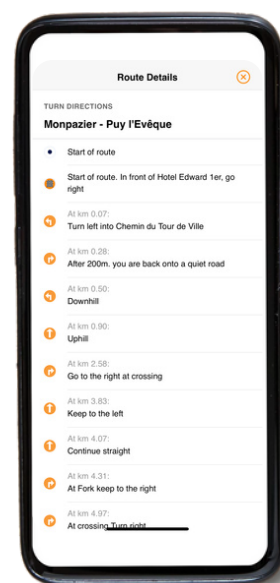 Route Details
TURN DIRECTIONS
Monpazier - Puy l'Evêque
Start of route
Start of route. In front of Hotel Edward 1er, go
right
At km 0.07:
Turn left into Chemin du Tour de Ville
At km 0.28:
After 200m. you are back onto a quiet road
At km 0.50:
Downhill
At km 0.90:
Uphill
At km 2.58:
Go to the right at crossing
At km 3.83:
Keep to the left
At km 4.07:
Continue straight
At km 4.31:
At Fork keep to the right
At km 4.97:
At crossing Turn right